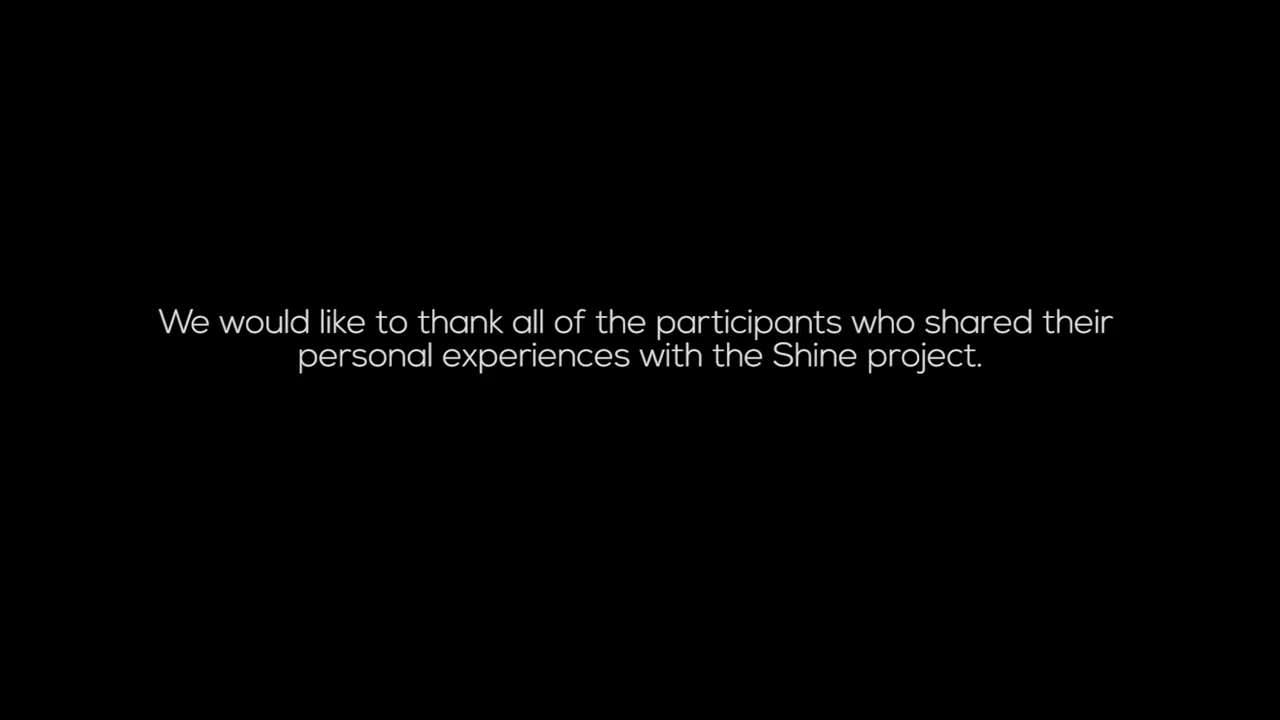 We would like to thank all of the participants who shared their
personal experiences with the Shine project.